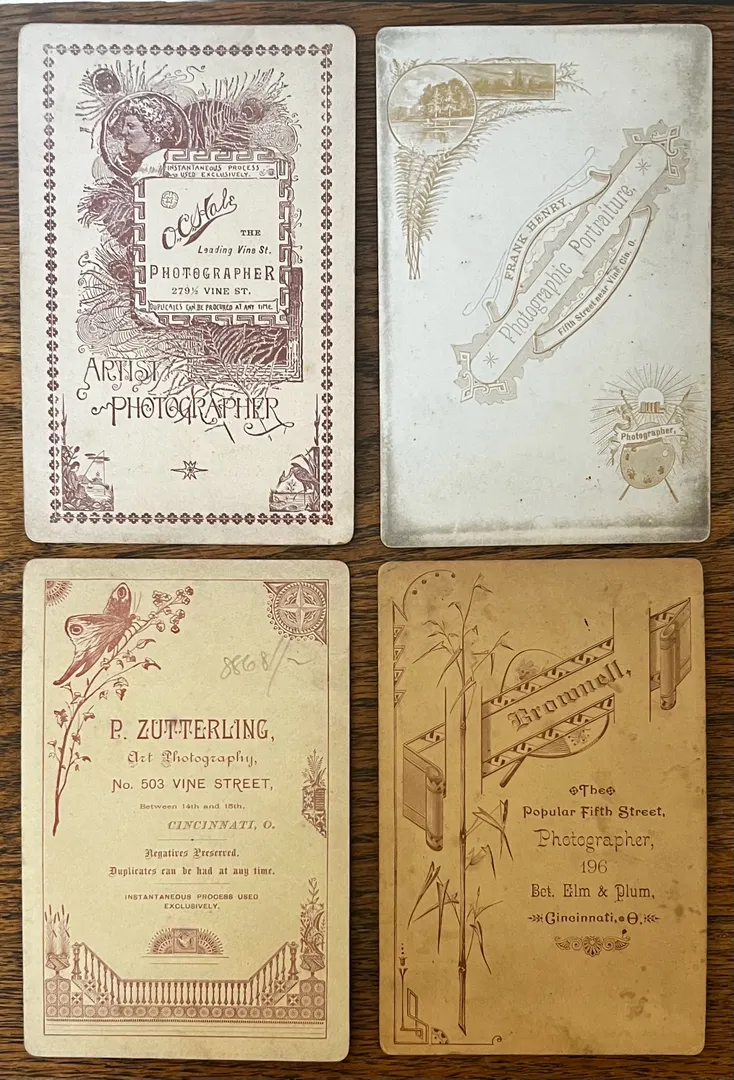 INSTANTANEOUS PROCESS
USED EXCLUSIVELY.
O.C. Hale
THE
Leading Vine St.
PHOTOGRAPHER
279½ VINE ST.
DUPLICATES CAN BE PROCURED AT ANY TIME.
ARTIST
PHOTOGRAPHER
FRANK HENRY,
Photographic Portraiture,
Fifth Street near Vine, Cin. O.
Photographer,
P. ZUTTERLING,
Art Photography,
No. 503 VINE STREET,
Between 14th and 15th,
CINCINNATI, O.
Negatives Preserved.
Duplicates can be had at any time.
INSTANTANEOUS PROCESS USED
EXCLUSIVELY.
Brownell,
The
Popular Fifth Street,
Photographer,
196
Bet. Elm & Plum,
Cincinnati, O.